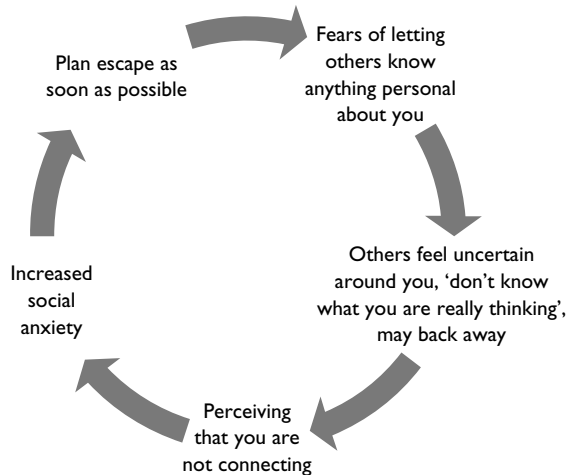 Fears of letting
others know
anything personal
about you
Others feel uncertain
around you, ‘don’t know
what you are really thinking’,
may back away
Perceiving
that you are
not connecting
Increased
social
anxiety
Plan escape as
soon as possible